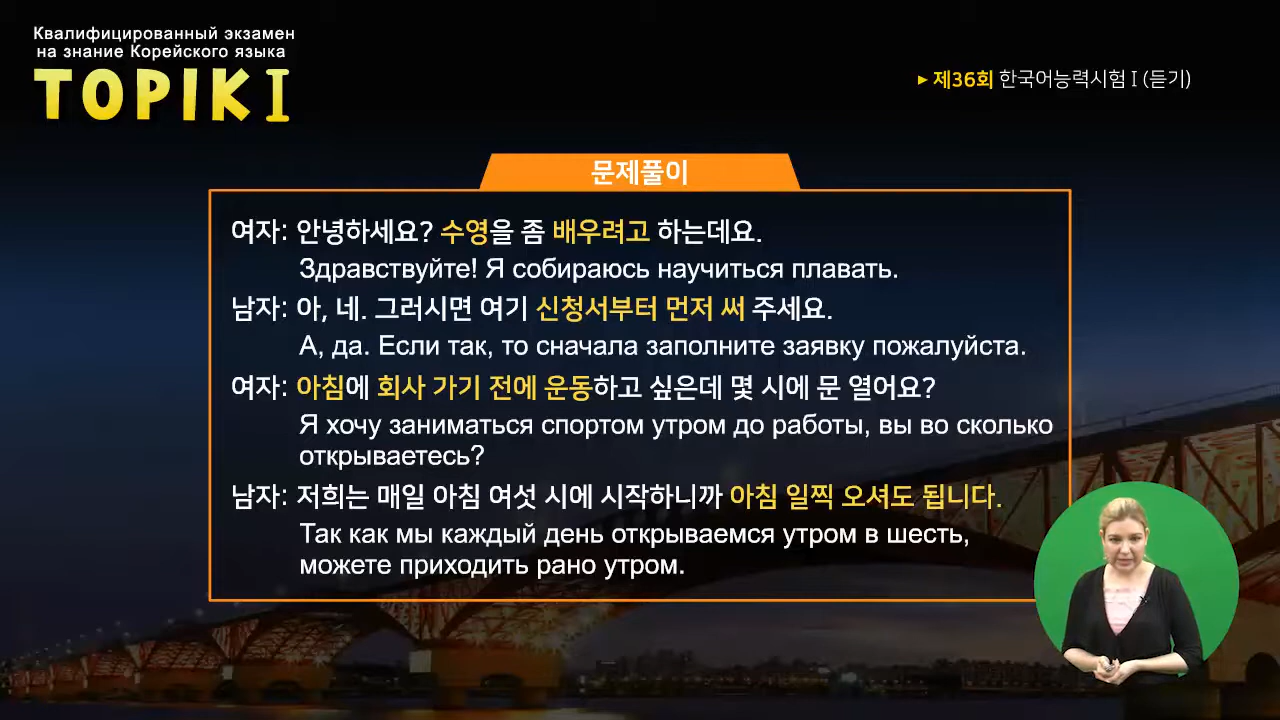 Квалифицированный экзамен
на знание Корейского языка
TOPIK I
▸ 제36회 한국어능력시험 I (듣기)
문제풀이
여자: 안녕하세요? 수영을 좀 배우려고 하는데요.
Здравствуйте! Я собираюсь научиться плавать.
남자: 아, 네. 그러시면 여기 신청서부터 먼저 써 주세요.
А, да. Если так, то сначала заполните заявку пожалуйста.
여자: 아침에 회사 가기 전에 운동하고 싶은데 몇 시에 문 열어요?
Я хочу заниматься спортом утром до работы, вы во сколько
открываетесь?
남자: 저희는 매일 아침 여섯 시에 시작하니까 아침 일찍 오셔도 됩니다.
Так как мы каждый день открываемся утром в шесть,
можете приходить рано утром.